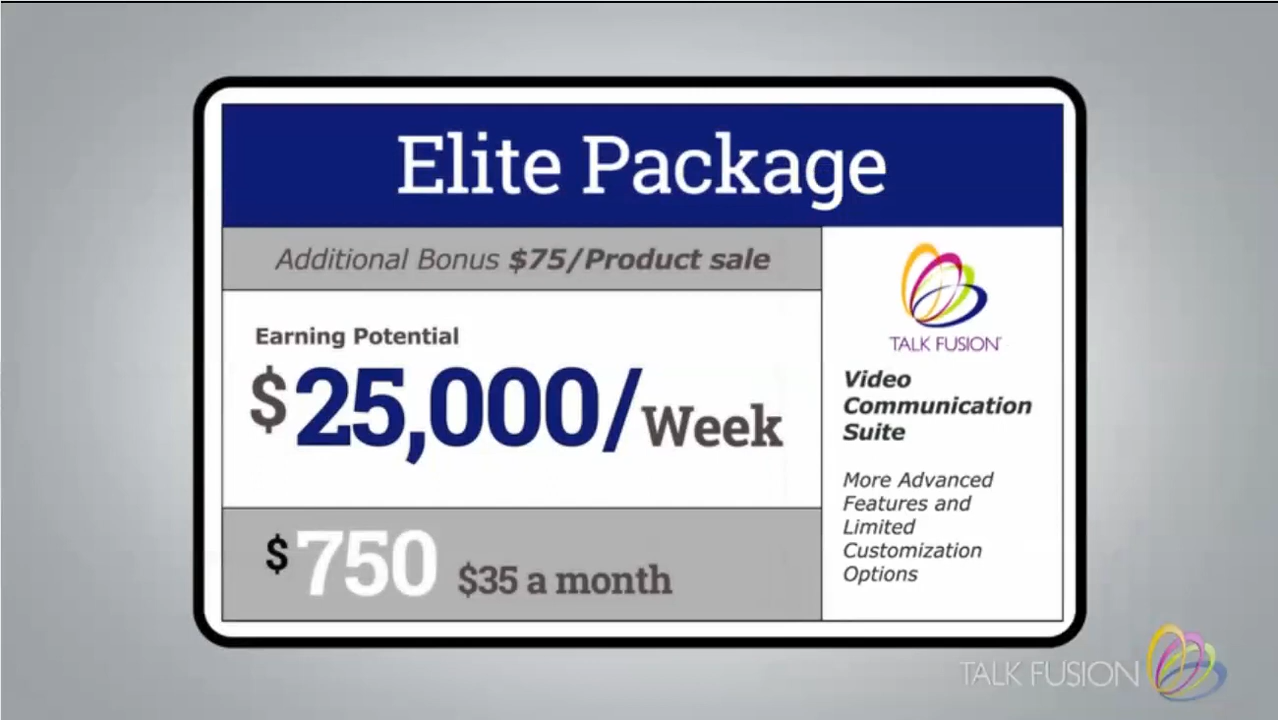 Elite Package
Additional Bonus $75/Product sale
Earning Potential
$25,000/Week
$750 $35 a month
TALK FUSION
Video
Communication
Suite
More Advanced
Features and
Limited
Customization
Options
TALK FUSION